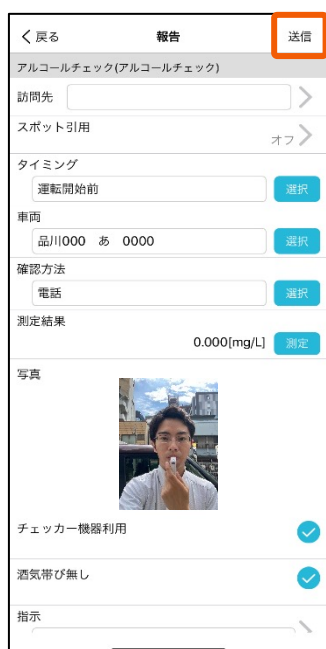 戻る 報告 送信
アルコールチェック(アルコールチェック)
訪問先
スポット引用
オフ
タイミング
運転開始前 選択
車両
品川000 あ 0000 選択
確認方法
電話 選択
測定結果
0.000[mg/L] 測定
写真
チェッカー機器利用
酒気帯び無し
指示